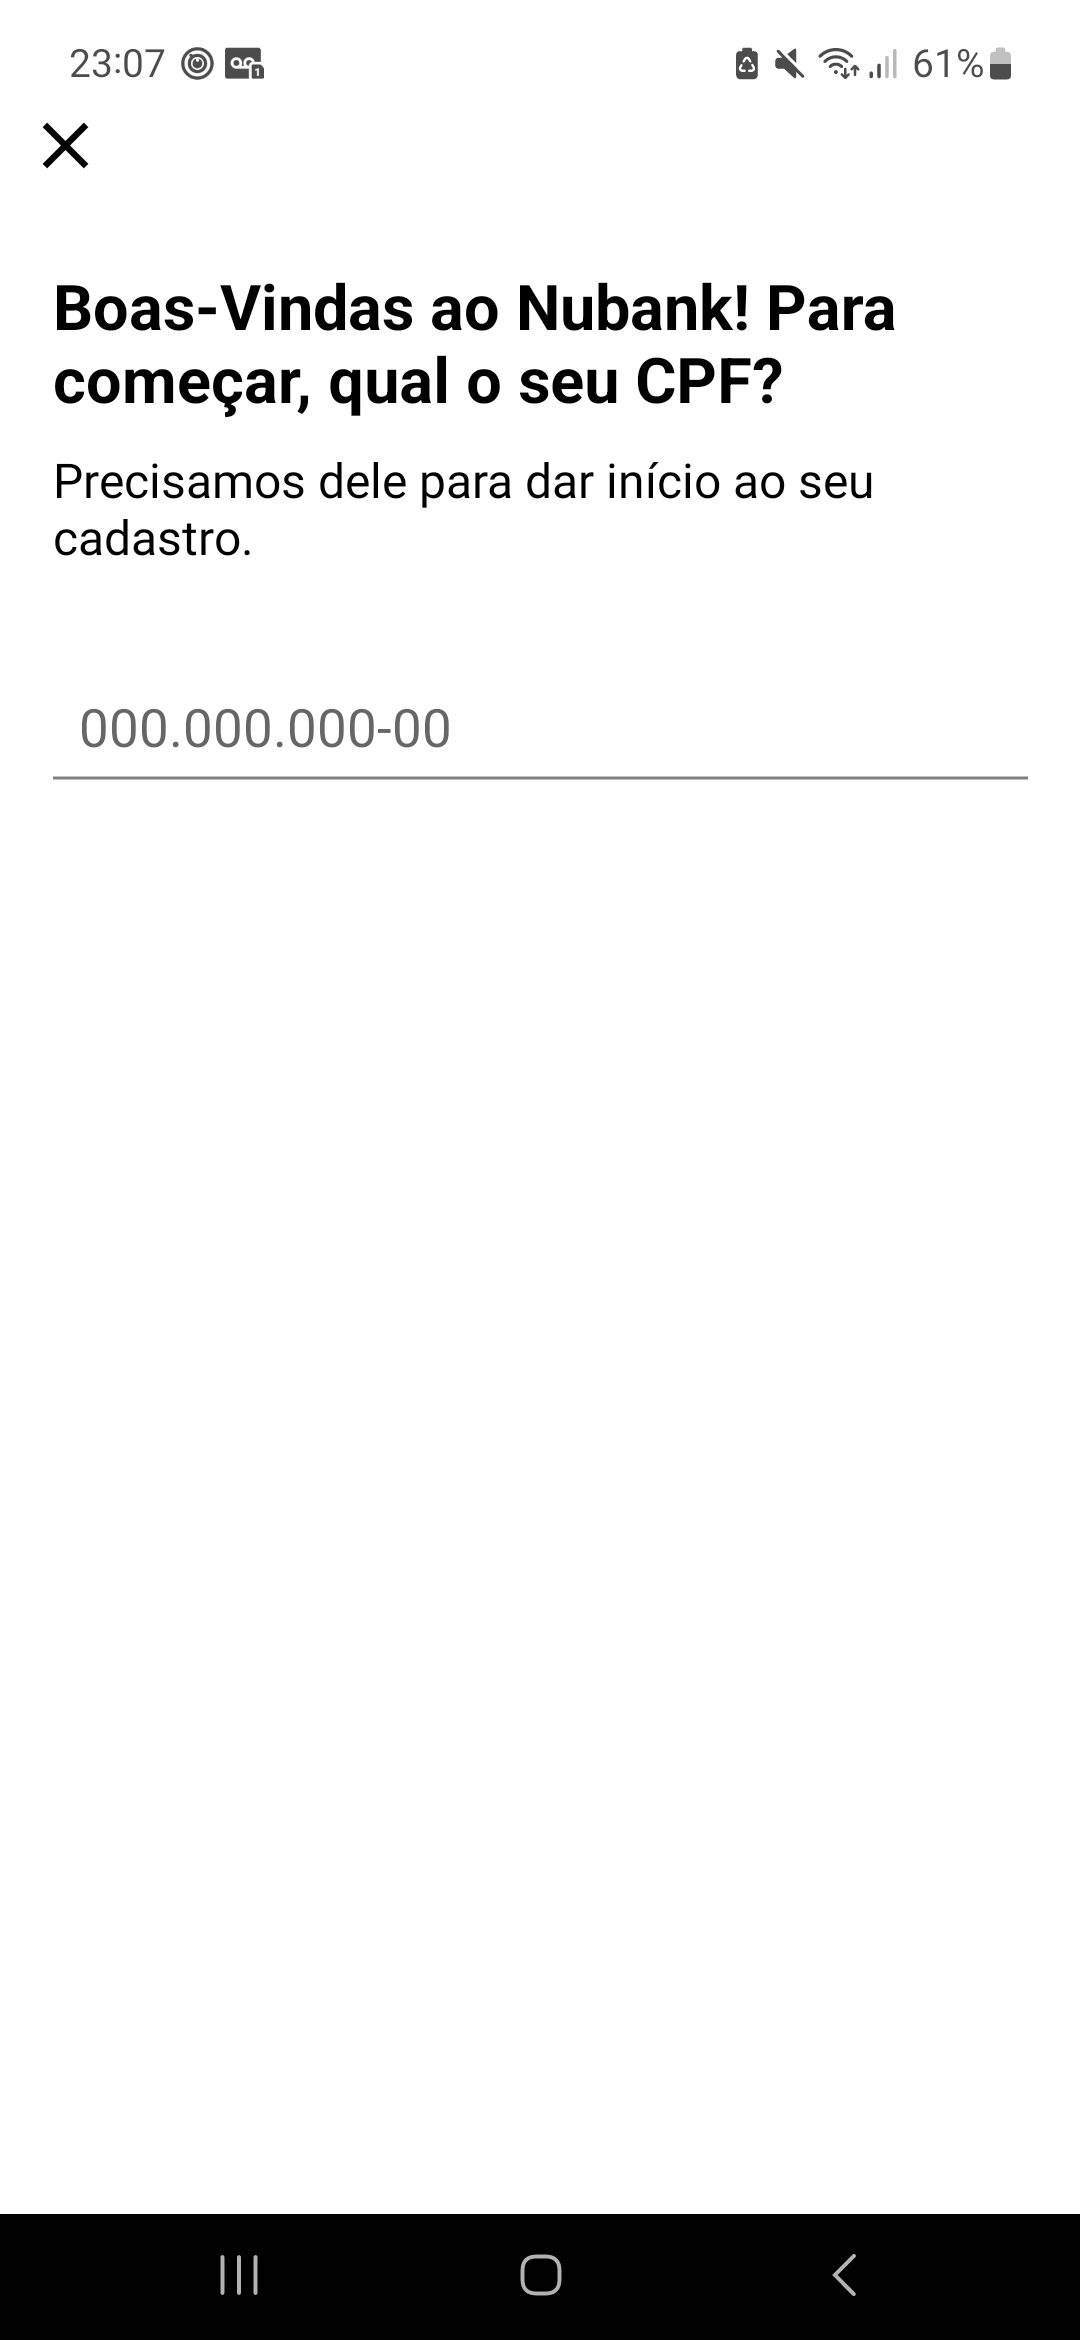 23:07
61%
Boas-Vindas ao Nubank! Para
começar, qual o seu CPF?
Precisamos dele para dar início ao seu
cadastro.
000.000.000-00